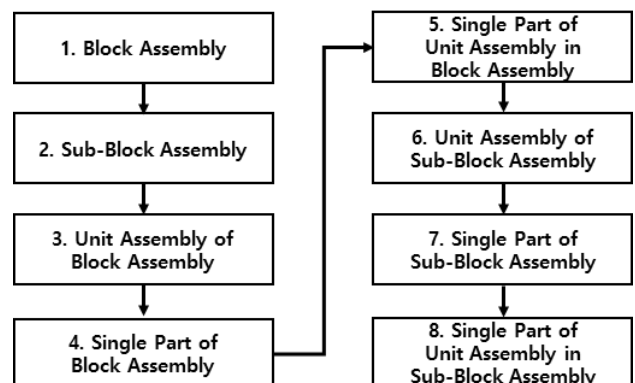 1. Block Assembly
2. Sub-Block Assembly
3. Unit Assembly of
Block Assembly
4. Single Part of
Block Assembly
5. Single Part of
Unit Assembly in
Block Assembly
6. Unit Assembly of
Sub-Block Assembly
7. Single Part of
Sub-Block Assembly
8. Single Part of
Unit Assembly in
Sub-Block Assembly